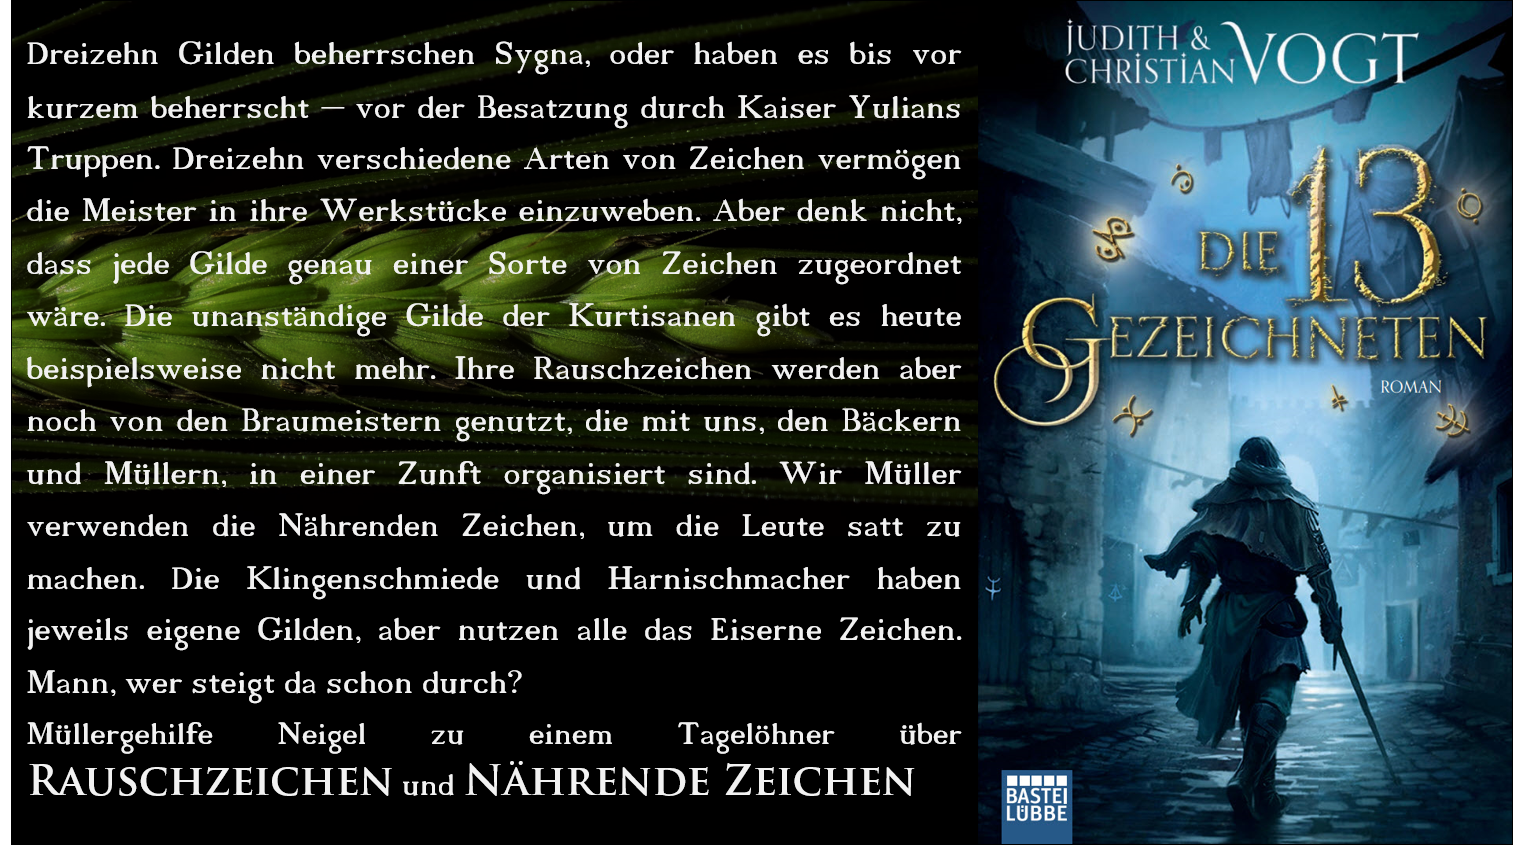 Dreizehn Gilden beherrschen Sygna, oder haben es bis vor
kurzem beherrscht — vor der Besatzung durch Kaiser Yulians
Truppen. Dreizehn verschiedene Arten von Zeichen vermögen
die Meister in ihre Werkstücke einzuweben. Aber denk nicht,
dass jede Gilde genau einer Sorte von Zeichen zugeordnet
wäre. Die unanständige Gilde der Kurtisanen gibt es heute
beispielsweise nicht mehr. Ihre Rauschzeichen werden aber
noch von den Braumeistern genutzt, die mit uns, den Bäckern
und Müllern, in einer Zunft organisiert sind. Wir Müller
verwenden die Nährenden Zeichen, um die Leute satt zu
machen. Die Klingenschmiede und Harnischmacher haben
jeweils eigene Gilden, aber nutzen alle das Eiserne Zeichen.
Mann, wer steigt da schon durch?
Müllergehilfe Neigel zu einem Tagelöhner über
RAUSCHZEICHEN und NÄHRENDE ZEICHEN
JUDITH &
CHRISTIAN VOGT
DIE 13
GEZEICHNETEN
ROMAN
BASTEI
LÜBBE